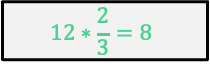 12 * 2/3 = 8